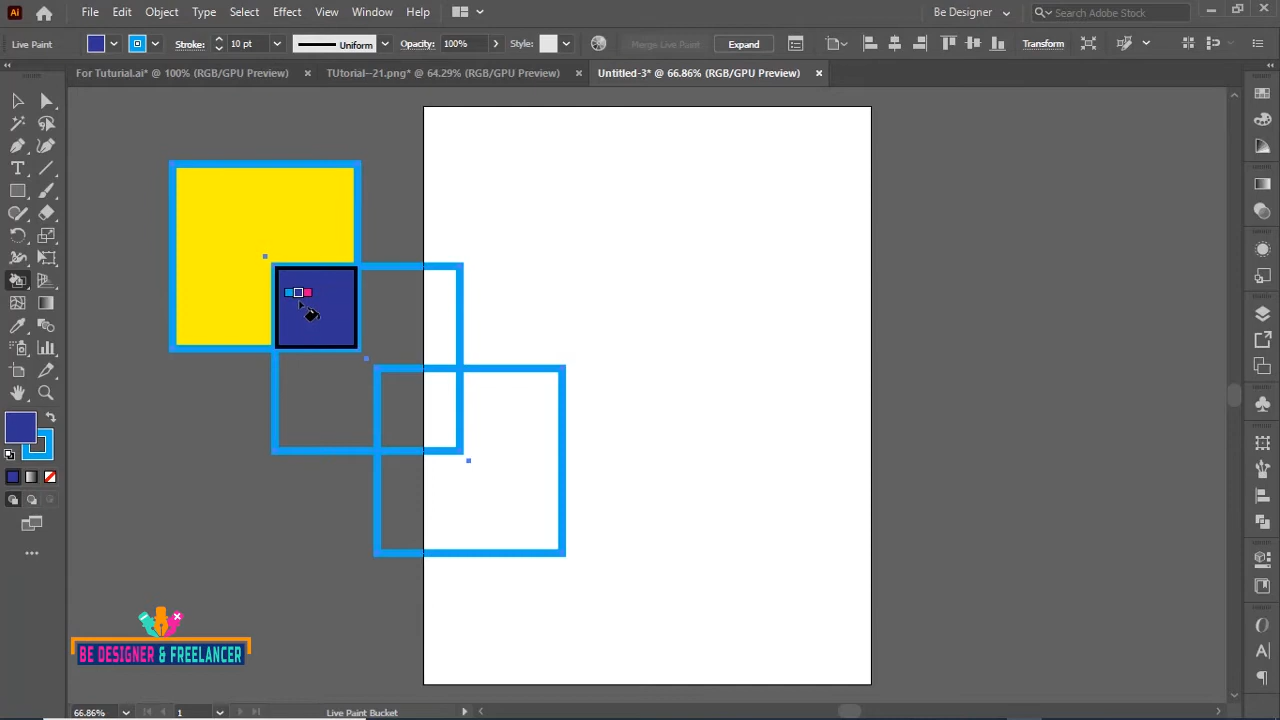 Ai File Edit Object Type Select Effect View Window Help Be Designer Search Adobe Stock
Live Paint Stroke: 10 pt Uniform Opacity: 100% Style: Merge Live Paint Expand Transform
For Tuturial.ai* @ 100% (RGB/GPU Preview) TUtorial--21.png* @ 64.29% (RGB/GPU Preview) Untitled-3* @ 66.86% (RGB/GPU Preview)
BE DESIGNER & FREELANCER
66.86% 1 Live Paint Bucket